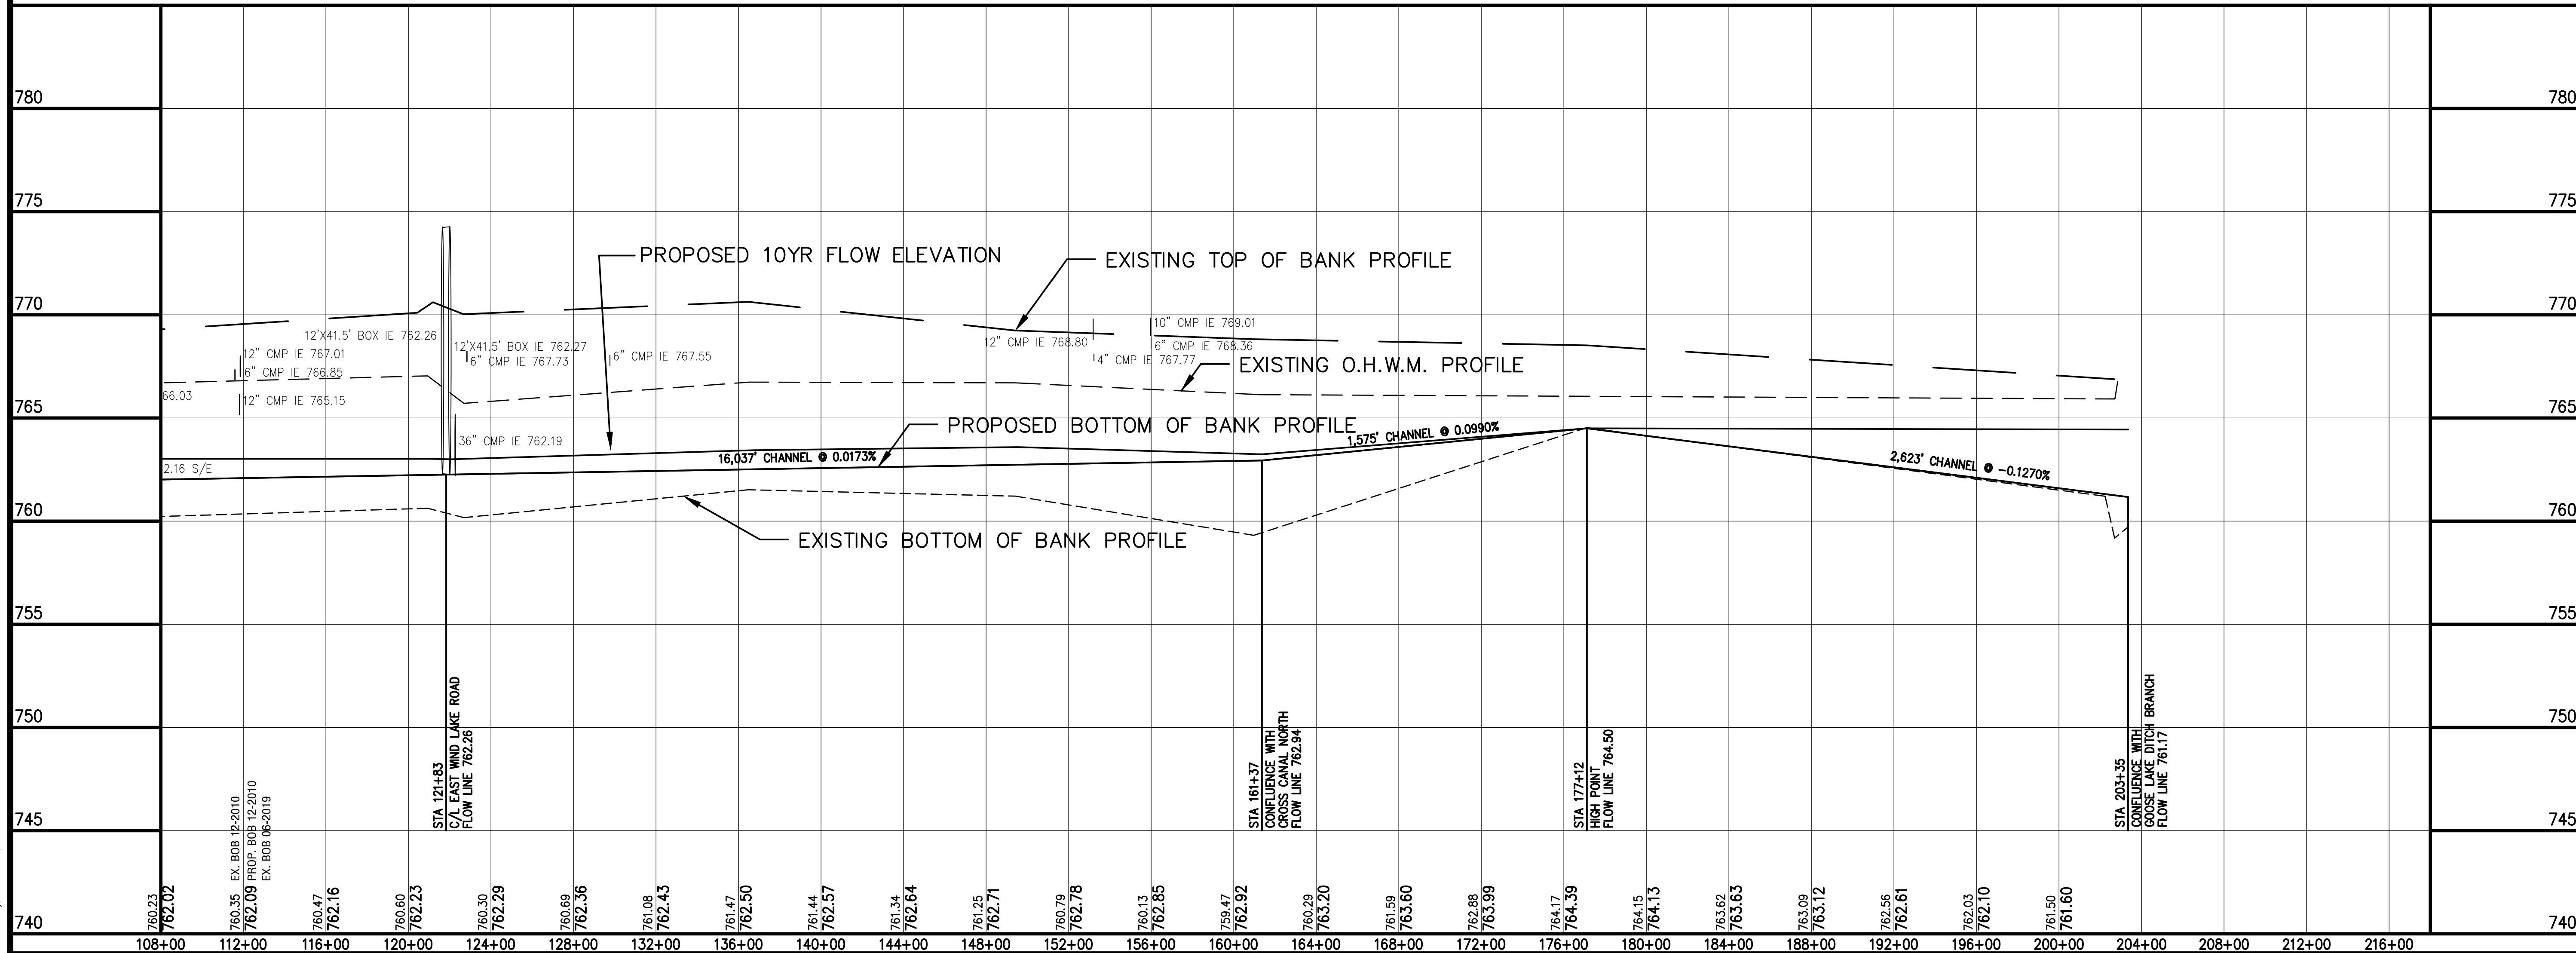 780
780
775
775
PROPOSED 10YR FLOW ELEVATION
EXISTING TOP OF BANK PROFILE
770
770
12'X41.5' BOX IE 762.26
12'X41.5' BOX IE 762.27
10" CMP IE 769.01
12" CMP IE 768.80
6" CMP IE 768.36
12" CMP IE 767.01
6" CMP IE 767.73
6" CMP IE 767.55
4" CMP IE 767.77
6" CMP IE 766.85
EXISTING O.H.W.M. PROFILE
66.03
12" CMP IE 765.15
765
765
PROPOSED BOTTOM OF BANK PROFILE
36" CMP IE 762.19
1,575' CHANNEL @ 0.0990%
2.16 S/E
16,037' CHANNEL @ 0.0173%
2,623' CHANNEL @ -0.1270%
760
760
EXISTING BOTTOM OF BANK PROFILE
755
755
750
750
STA 121+83
C/L EAST WIND LAKE ROAD
FLOW LINE 762.26
STA 161+37
CONFLUENCE WITH
CROSS CANAL NORTH
FLOW LINE 762.94
STA 177+12
HIGH POINT
FLOW LINE 764.50
STA 203+35
CONFLUENCE WITH
GOOSE LAKE DITCH BRANCH
FLOW LINE 761.17
745
745
760.23
762.02
760.35 EX. BOB 12-2010
762.09 PROP. BOB 12-2010
EX. BOB 06-2019
760.47
762.16
760.60
762.23
760.30
762.29
760.69
762.36
761.08
762.43
761.47
762.50
761.44
762.57
761.34
762.64
761.25
762.71
760.79
762.78
760.13
762.85
759.47
762.92
760.29
763.20
761.59
763.60
762.88
763.99
764.17
764.39
764.15
764.13
763.62
763.63
763.09
763.12
762.56
762.61
762.03
762.10
761.50
761.60
740
740
108+00 112+00 116+00 120+00 124+00 128+00 132+00 136+00 140+00 144+00 148+00 152+00 156+00 160+00 164+00 168+00 172+00 176+00 180+00 184+00 188+00 192+00 196+00 200+00 204+00 208+00 212+00 216+00